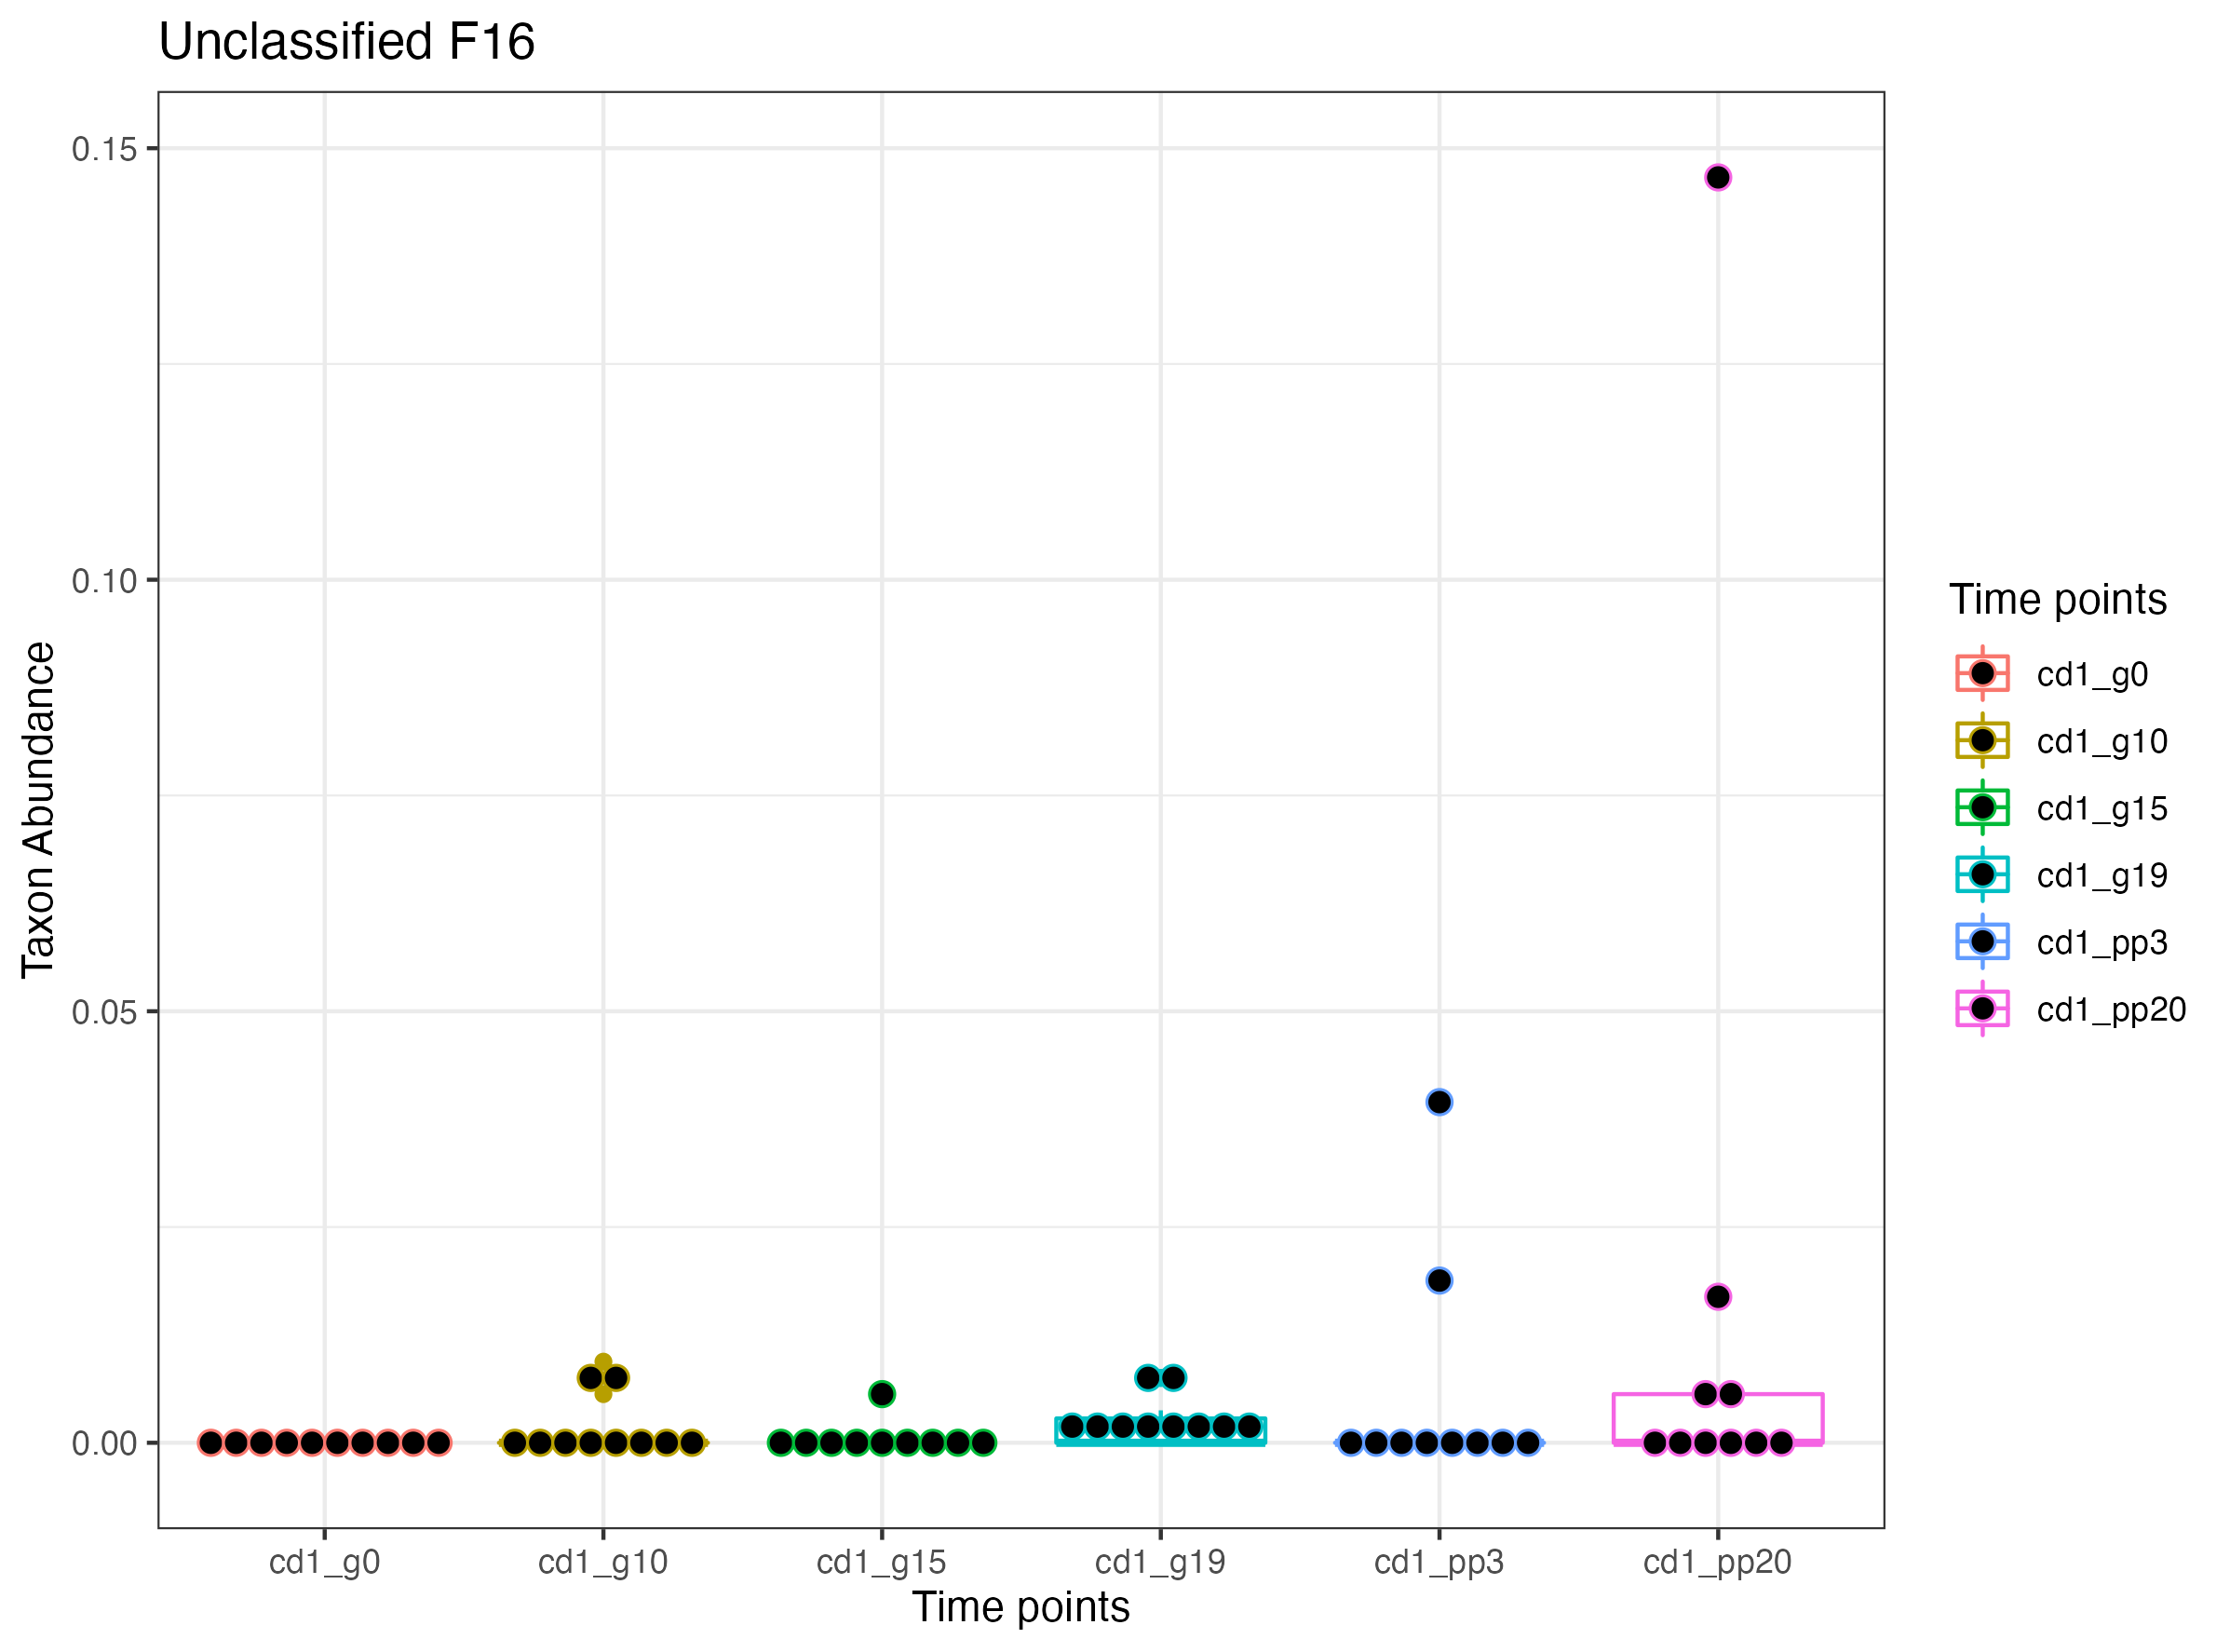 Unclassified F16
0.15
0.10
0.05
0.00
Taxon Abundance
cd1_g0 cd1_g10 cd1_g15 cd1_g19 cd1_pp3 cd1_pp20
Time points
Time points
cd1_g0
cd1_g10
cd1_g15
cd1_g19
cd1_pp3
cd1_pp20